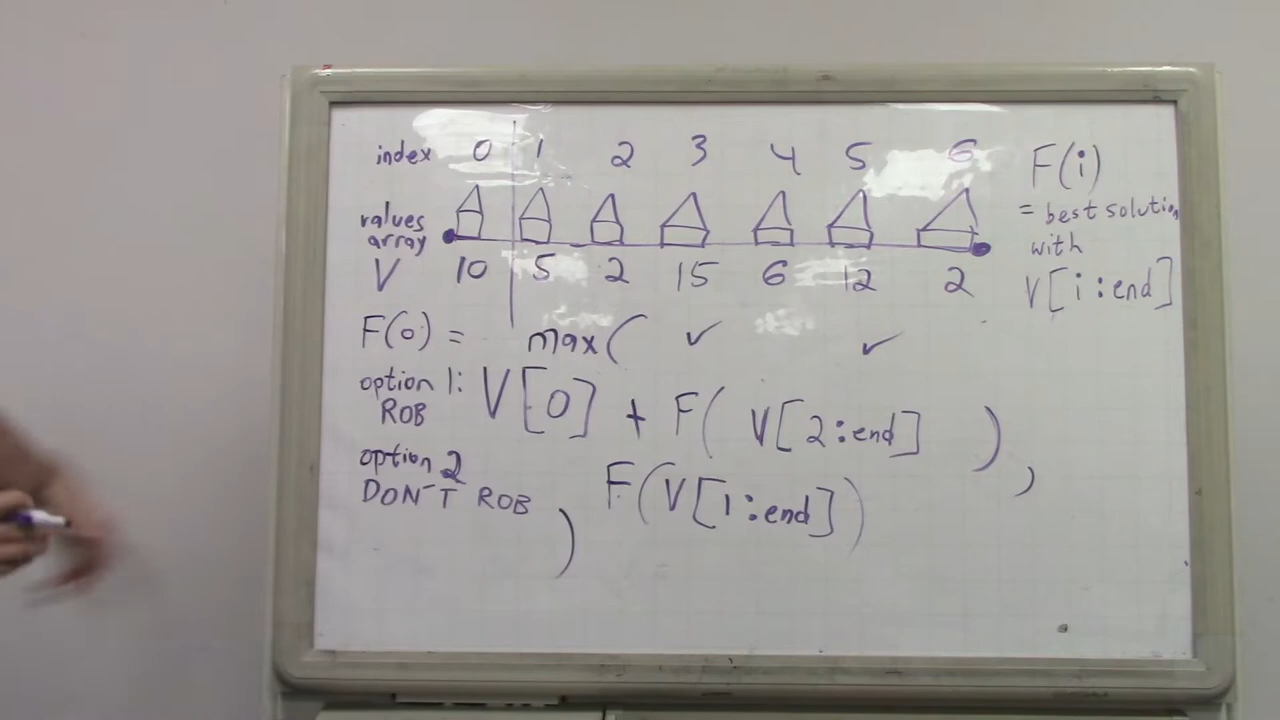 index 0 1 2 3 4 5 6
values
array
V 10 5 2 15 6 12 2
F(i)
= best solution
with
V[i:end]
F(0) = max( ✓ ✓
option 1: V[0] + F( V[2:end] ) ,
ROB
option 2 F(V[1:end])
DON'T ROB )